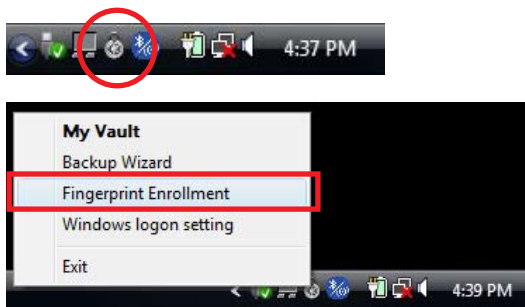 4:37 PM
My Vault
Backup Wizard
Fingerprint Enrollment
Windows logon setting
Exit
4:39 PM